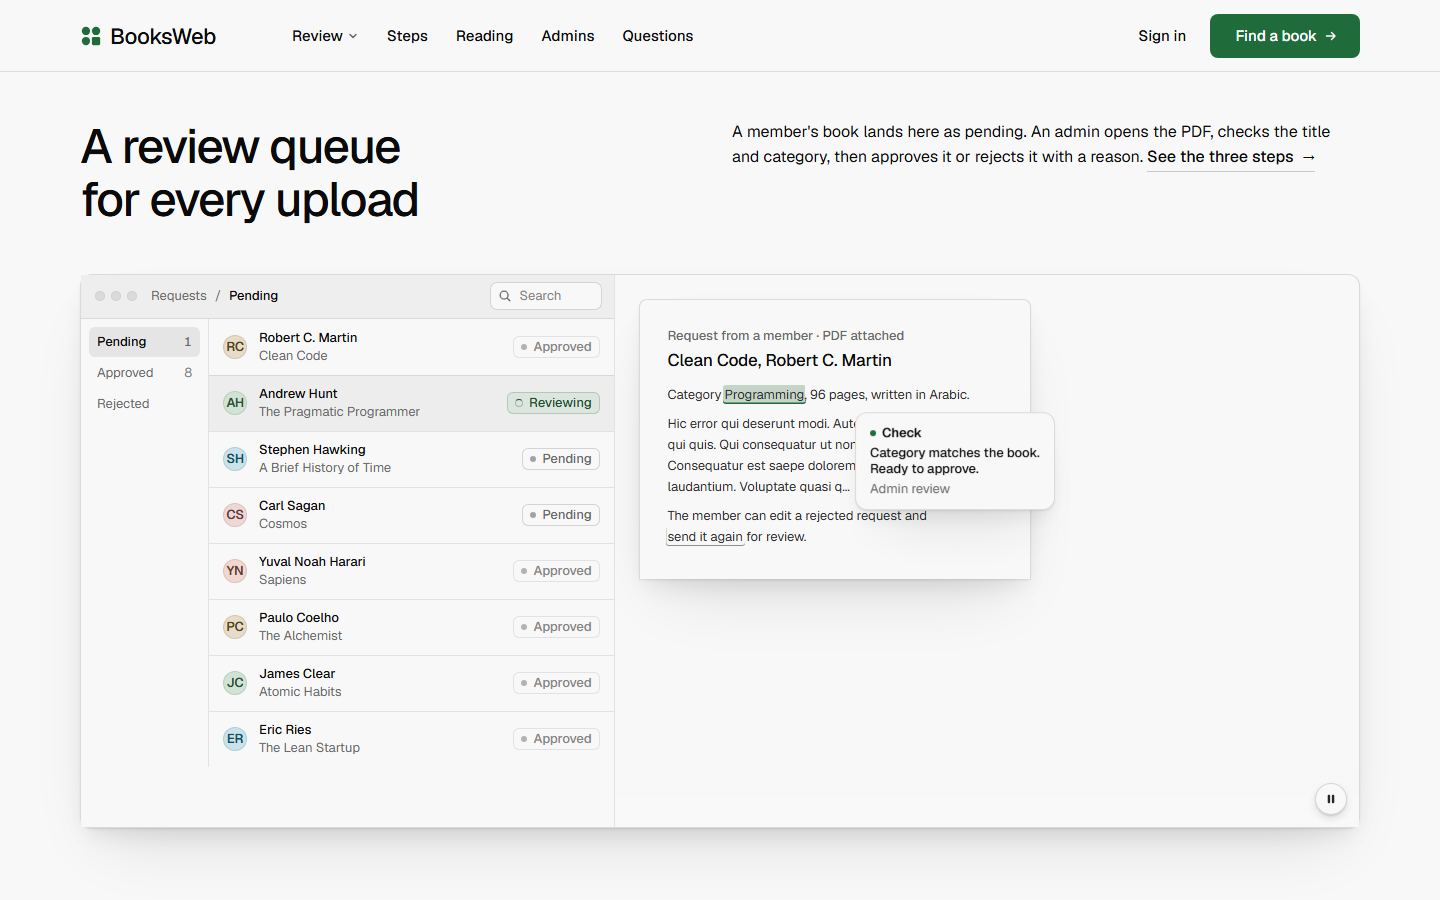 BooksWeb
Review
Steps
Reading
Admins
Questions
Sign in
Find a book →
A review queue
for every upload
A member's book lands here as pending. An admin opens the PDF, checks the title
and category, then approves it or rejects it with a reason. See the three steps →
Requests / Pending
Search
Pending 1
Approved 8
Rejected
RC
Robert C. Martin
Clean Code
Approved
AH
Andrew Hunt
The Pragmatic Programmer
Reviewing
SH
Stephen Hawking
A Brief History of Time
Pending
CS
Carl Sagan
Cosmos
Pending
YN
Yuval Noah Harari
Sapiens
Approved
PC
Paulo Coelho
The Alchemist
Approved
JC
James Clear
Atomic Habits
Approved
ER
Eric Ries
The Lean Startup
Approved
Request from a member · PDF attached
Clean Code, Robert C. Martin
Category Programming, 96 pages, written in Arabic.
Hic error qui deserunt modi.
qui quis. Qui consequatur ut
Consequatur est saepe
laudantium. Voluptate quasi q...
The member can edit a rejected request and
send it again for review.
Check
Category matches the book.
Ready to approve.
Admin review